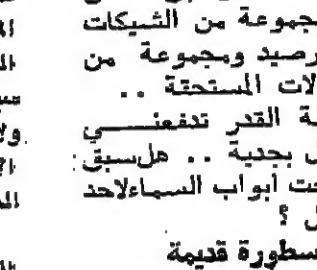 مجموعة من الشيكات
رصيد ومجموعة من
الات المستحقة ..
لة القدر تدفعنـــي
ل بجدية .. هل سبق
حت أبواب السماء لاحد
ل ؟
سطورة قديمة